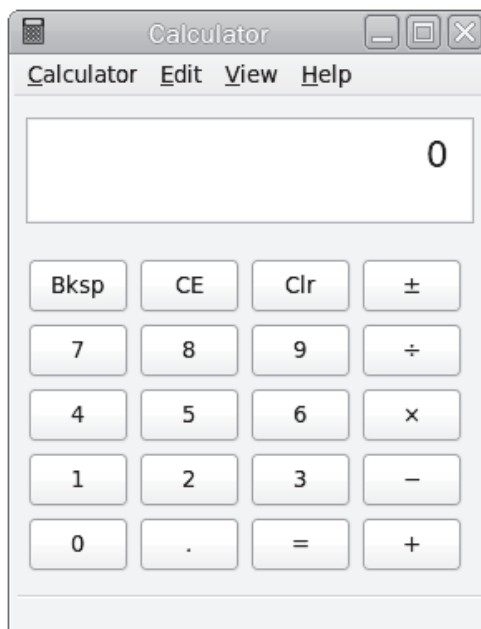 Calculator
Calculator Edit View Help
0
Bksp CE Clr ±
7 8 9 ÷
4 5 6 ×
1 2 3 −
0 . = +